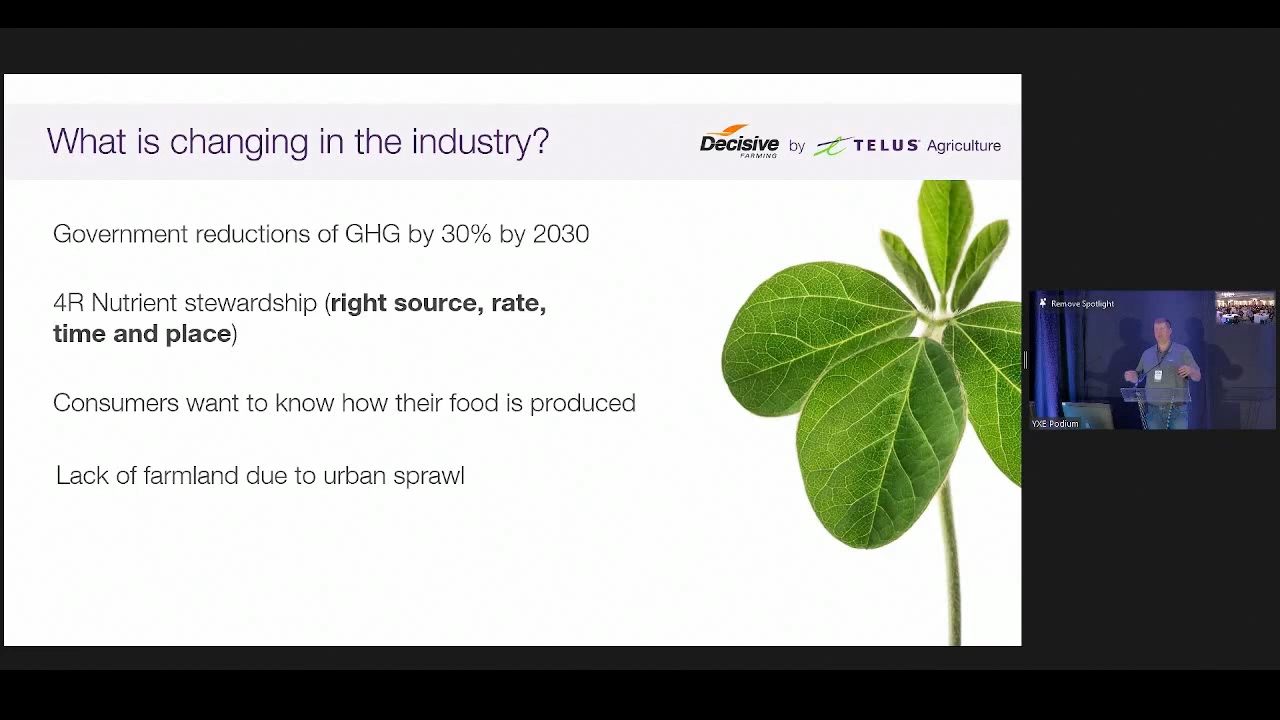 What is changing in the industry?
Decisive
FARMING
by
TELUS Agriculture
Government reductions of GHG by 30% by 2030
4R Nutrient stewardship (right source, rate,
time and place)
Consumers want to know how their food is produced
Lack of farmland due to urban sprawl
Remove Spotlight
YXE Podium